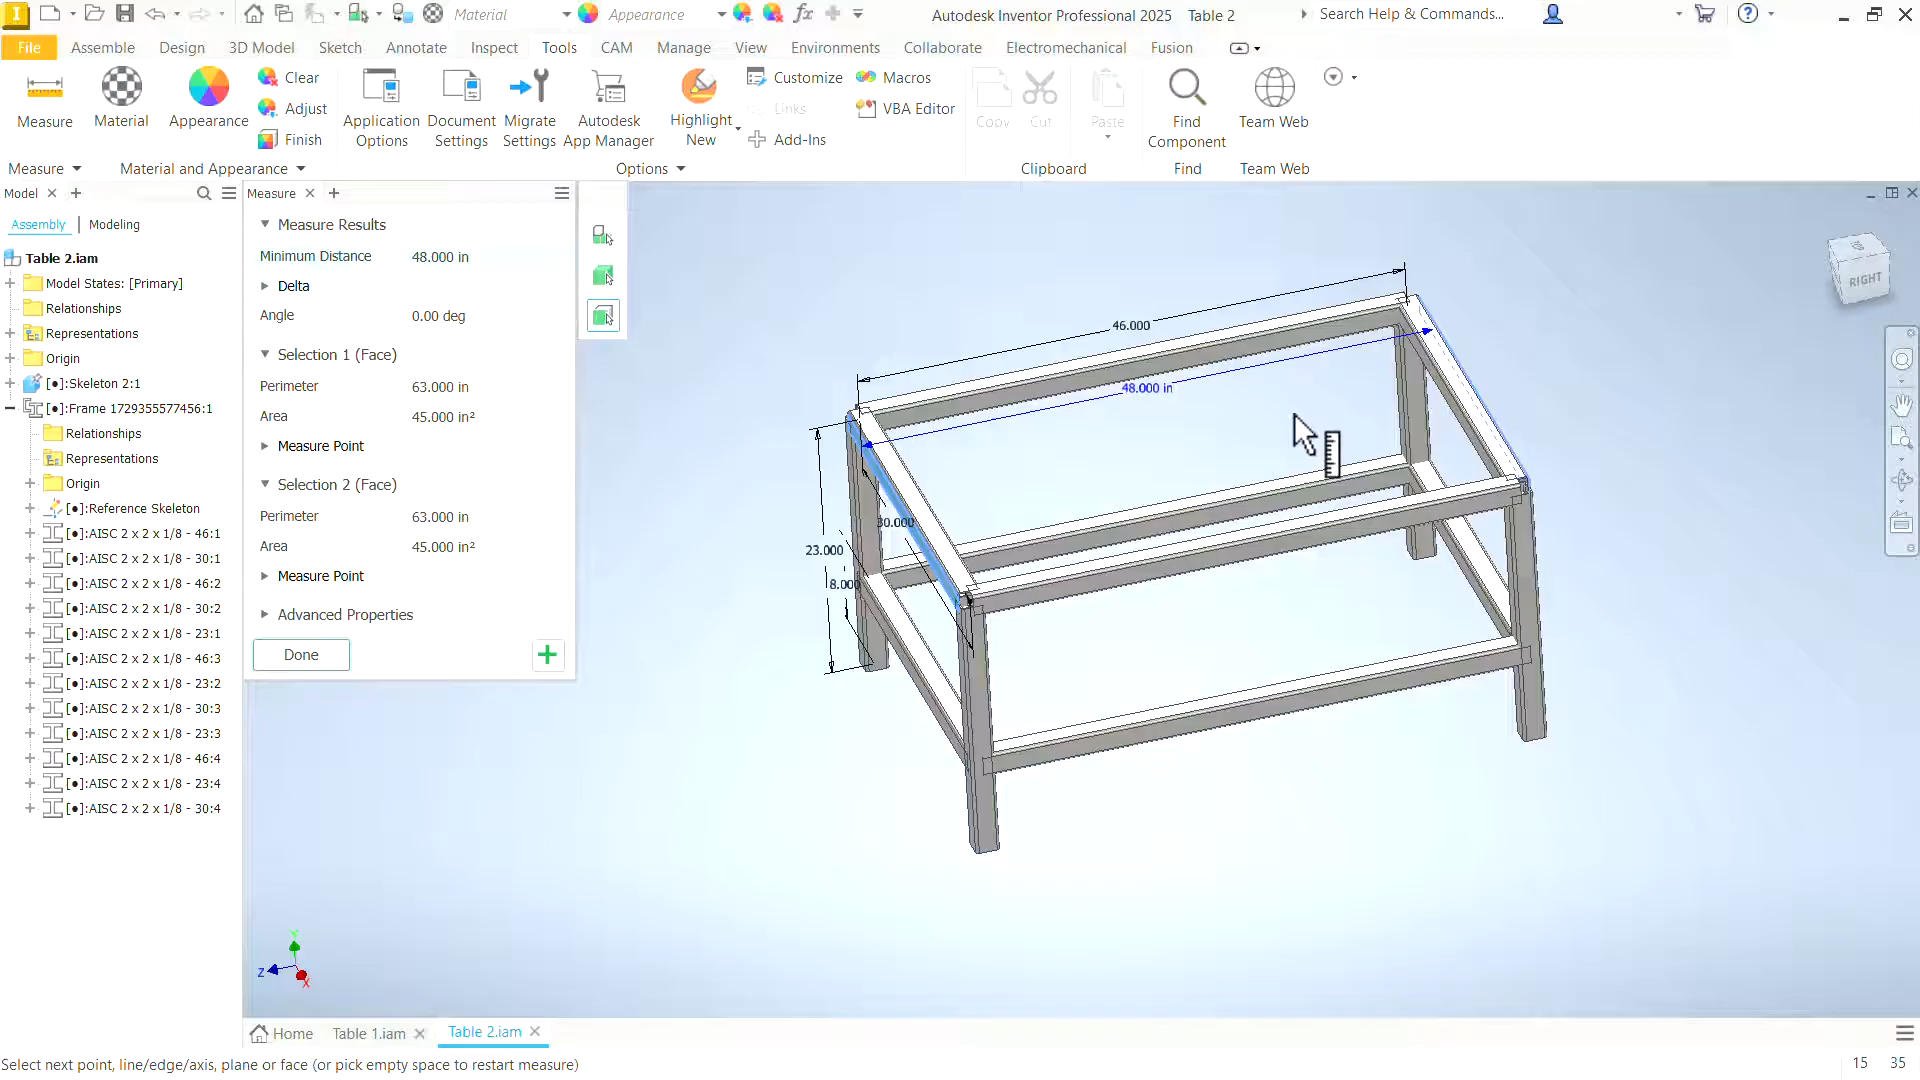 Material
Appearance
Autodesk Inventor Professional 2025 Table 2
Search Help & Commands...
File Assemble Design 3D Model Sketch Annotate Inspect Tools CAM Manage View Environments Collaborate Electromechanical Fusion
Measure
Material
Appearance
Clear
Adjust
Finish
Application Options
Document Settings
Migrate Settings
Autodesk App Manager
Highlight New
Customize
Links
Add-Ins
Macros
VBA Editor
Copy
Cut
Paste
Find Component
Team Web
Measure
Material and Appearance
Options
Clipboard
Find
Team Web
Model
Assembly | Modeling
Table 2.iam
Model States: [Primary]
Relationships
Representations
Origin
[●]:Skeleton 2:1
[●]:Frame 1729355577456:1
Relationships
Representations
Origin
[●]:Reference Skeleton
[●]:AISC 2 x 2 x 1/8 - 46:1
[●]:AISC 2 x 2 x 1/8 - 30:1
[●]:AISC 2 x 2 x 1/8 - 46:2
[●]:AISC 2 x 2 x 1/8 - 30:2
[●]:AISC 2 x 2 x 1/8 - 23:1
[●]:AISC 2 x 2 x 1/8 - 46:3
[●]:AISC 2 x 2 x 1/8 - 23:2
[●]:AISC 2 x 2 x 1/8 - 30:3
[●]:AISC 2 x 2 x 1/8 - 23:3
[●]:AISC 2 x 2 x 1/8 - 46:4
[●]:AISC 2 x 2 x 1/8 - 23:4
[●]:AISC 2 x 2 x 1/8 - 30:4
Measure
Measure Results
Minimum Distance 48.000 in
Delta
Angle 0.00 deg
Selection 1 (Face)
Perimeter 63.000 in
Area 45.000 in²
Measure Point
Selection 2 (Face)
Perimeter 63.000 in
Area 45.000 in²
Measure Point
Advanced Properties
Done
46.000
48.000 in
30.000
23.000
8.000
RIGHT
Y
Z
X
Home Table 1.iam Table 2.iam
Select next point, line/edge/axis, plane or face (or pick empty space to restart measure)
15 35